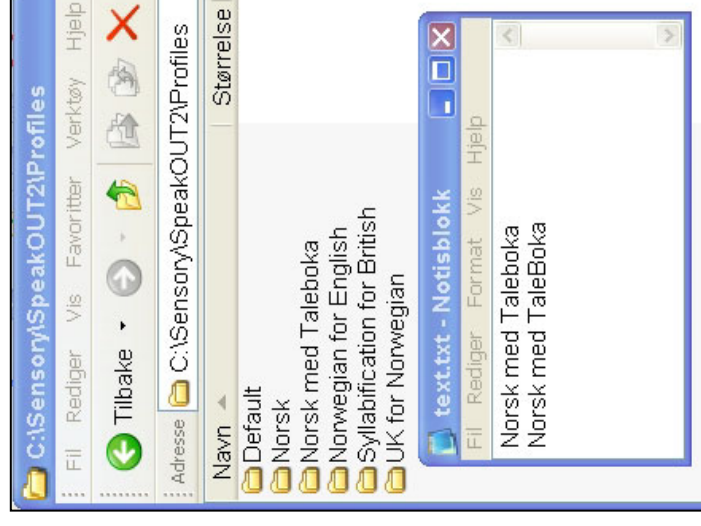 C:\Sensory\SpeakOUT2\Profiles
Fil Rediger Vis Favoritter Verktøy Hjelp
Tilbake
Adresse C:\Sensory\SpeakOUT2\Profiles
Navn Størrelse
Default
Norsk
Norsk med Taleboka
Norwegian for English
Syllabification for British
UK for Norwegian
text.txt - Notisblokk
Fil Rediger Format Vis Hjelp
Norsk med Taleboka
Norsk med TaleBoka